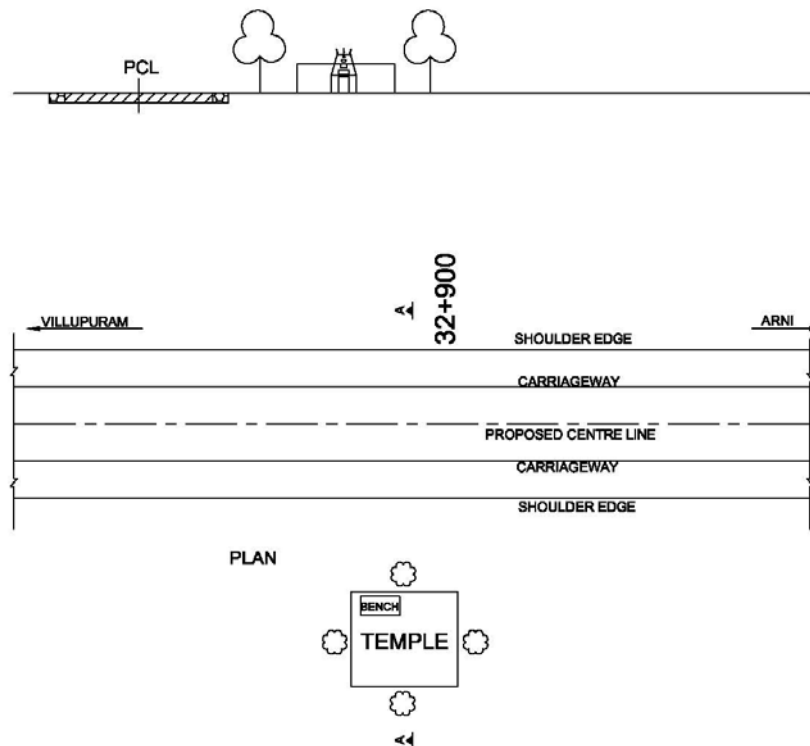 PCL
A
32+900
VILLUPURAM
ARNI
SHOULDER EDGE
CARRIAGEWAY
PROPOSED CENTRE LINE
CARRIAGEWAY
SHOULDER EDGE
PLAN
BENCH
TEMPLE
A